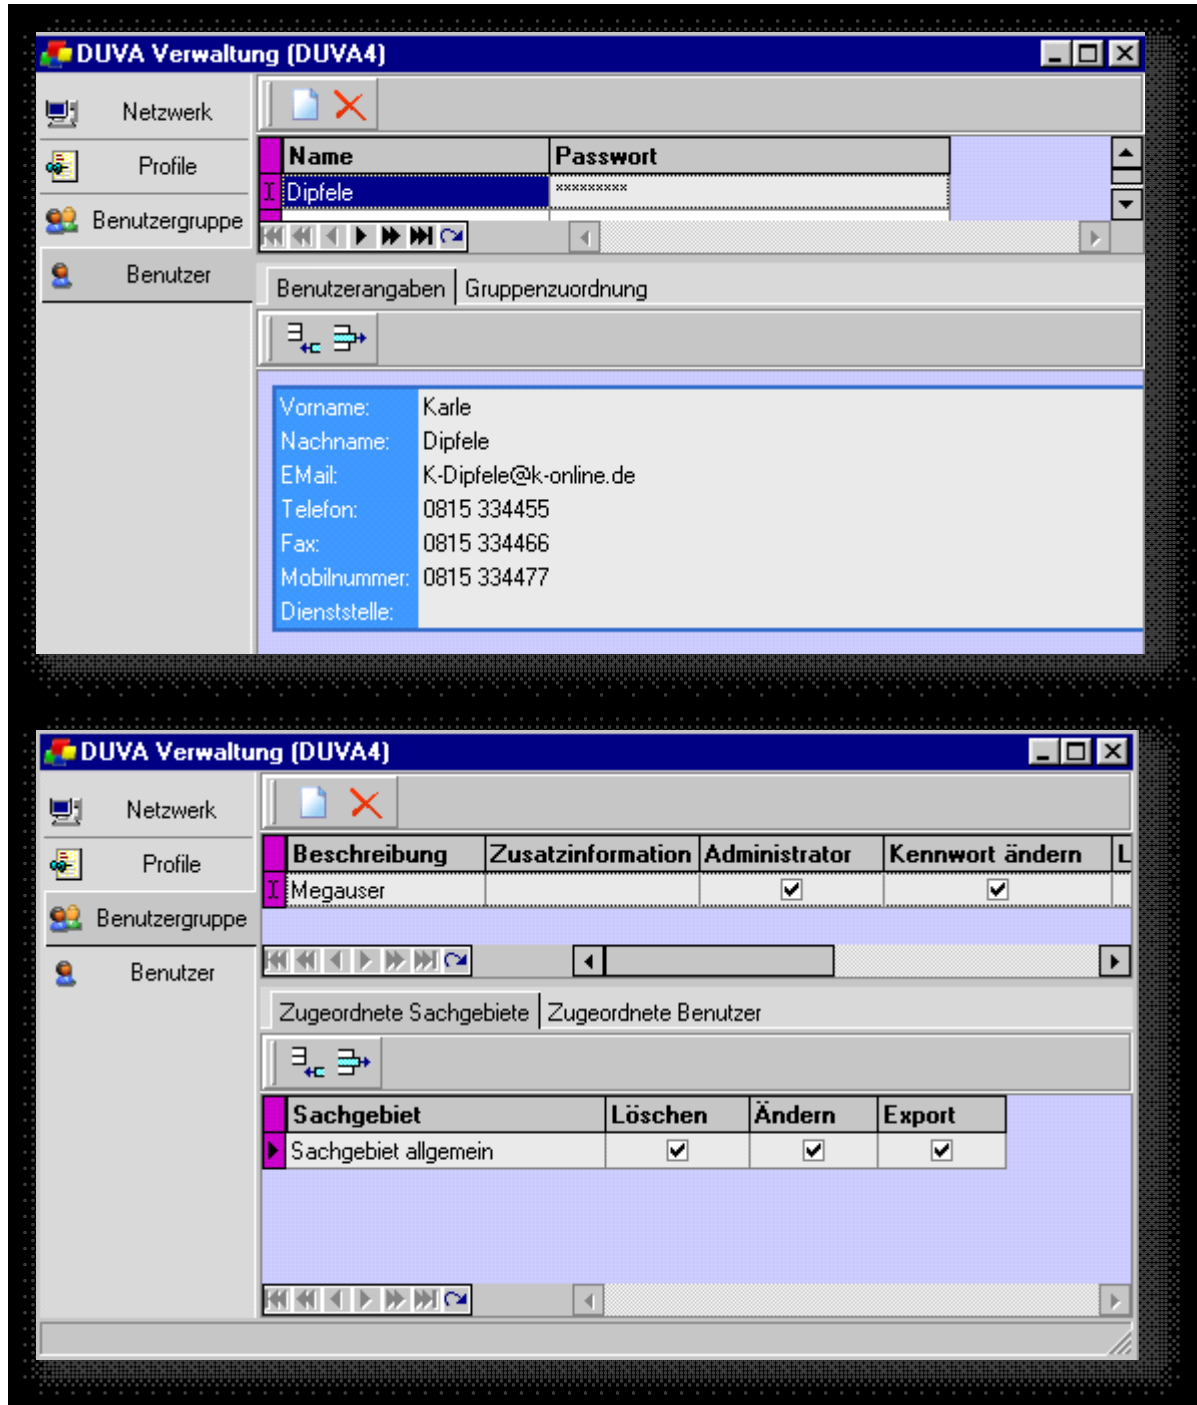 DUVA Verwaltung (DUVA4)
Netzwerk
Profile
Benutzergruppe
Benutzer
Name Passwort
Dipfele **********
Benutzerangaben Gruppenzuordnung
Vorname: Karle
Nachname: Dipfele
EMail: K-Dipfele@k-online.de
Telefon: 0815 334455
Fax: 0815 334466
Mobilnummer: 0815 334477
Dienststelle:
DUVA Verwaltung (DUVA4)
Netzwerk
Profile
Benutzergruppe
Benutzer
Beschreibung Zusatzinformation Administrator Kennwort ändern L
Megauser
Zugeordnete Sachgebiete Zugeordnete Benutzer
Sachgebiet Löschen Ändern Export
Sachgebiet allgemein